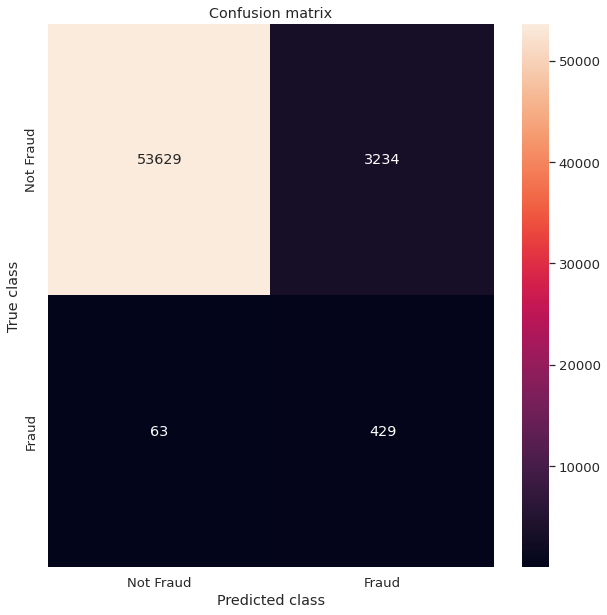 Confusion matrix
True class
Not Fraud
Fraud
53629
3234
63
429
Not Fraud
Fraud
Predicted class
50000
40000
30000
20000
10000